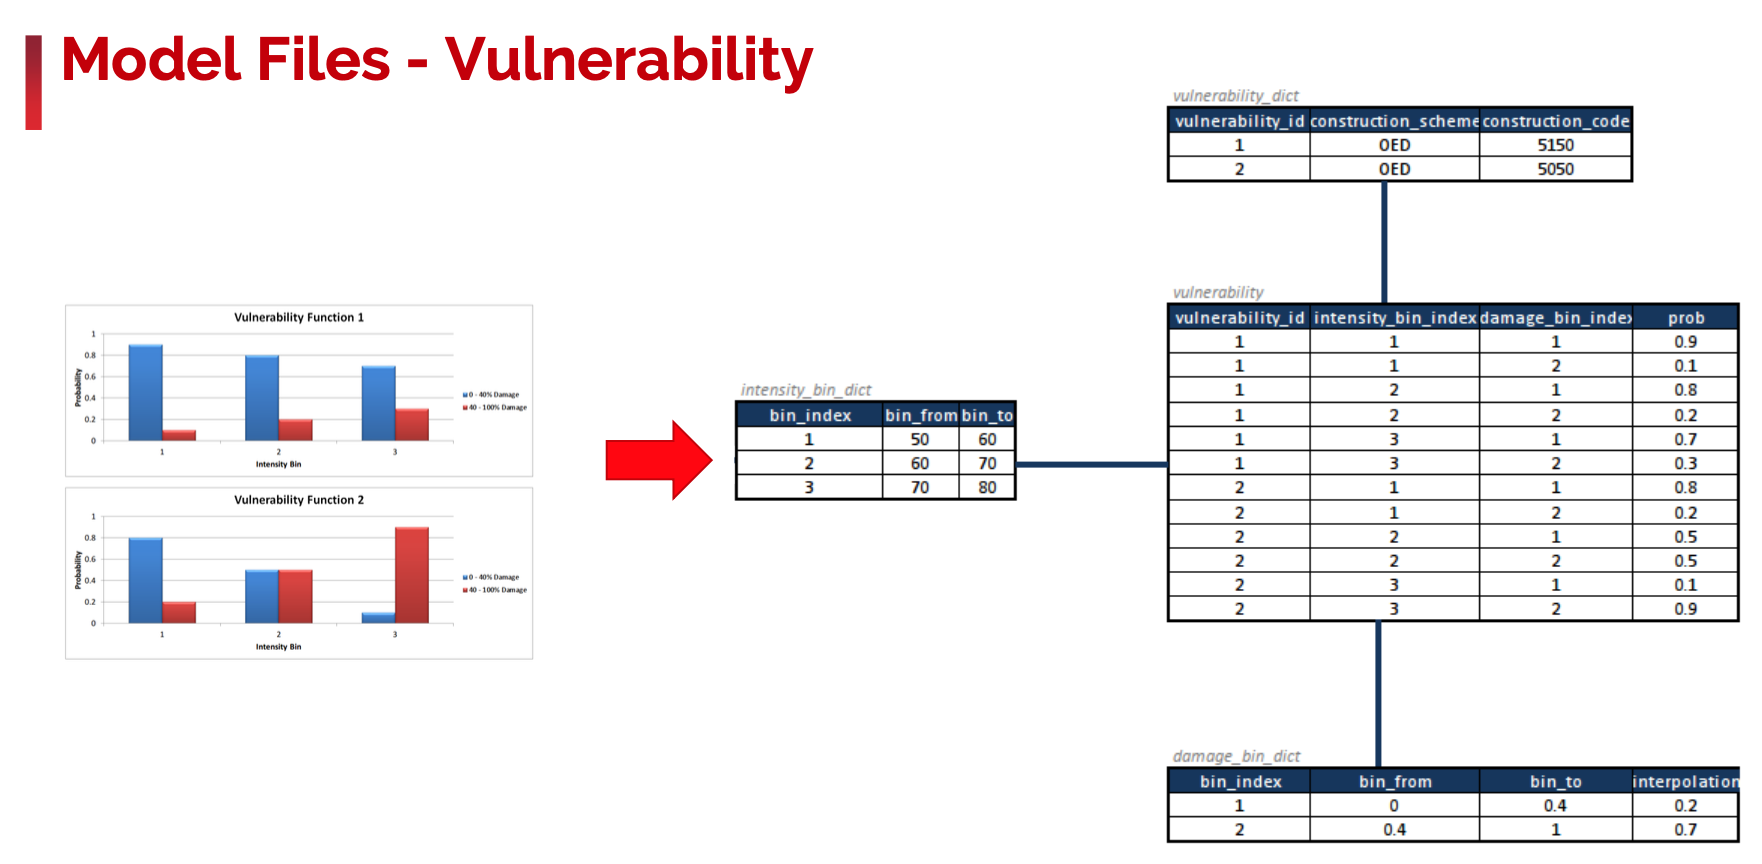 Model Files - Vulnerability
vulnerability_dict
vulnerability_id construction_scheme construction_code
1 OED 5150
2 OED 5050
Vulnerability Function 1
Probability
1
0.8
0.6
0.4
0.2
0
1 2 3
Intensity Bin
0 - 40% Damage
40 - 100% Damage
Vulnerability Function 2
Probability
1
0.8
0.6
0.4
0.2
0
1 2 3
Intensity Bin
0 - 40% Damage
40 - 100% Damage
intensity_bin_dict
bin_index bin_from bin_to
1 50 60
2 60 70
3 70 80
vulnerability
vulnerability_id intensity_bin_index damage_bin_index prob
1 1 1 0.9
1 1 2 0.1
1 2 1 0.8
1 2 2 0.2
1 3 1 0.7
1 3 2 0.3
2 1 1 0.8
2 1 2 0.2
2 2 1 0.5
2 2 2 0.5
2 3 1 0.1
2 3 2 0.9
damage_bin_dict
bin_index bin_from bin_to interpolation
1 0 0.4 0.2
2 0.4 1 0.7